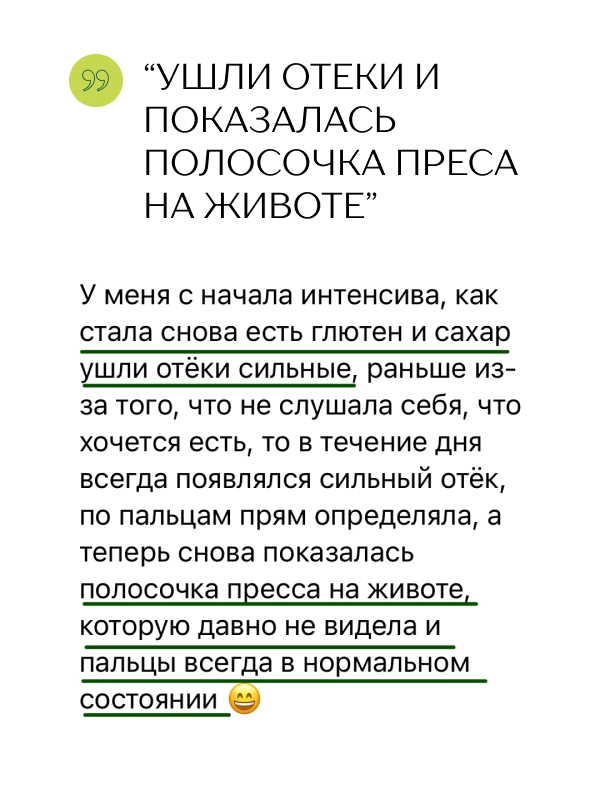 “УШЛИ ОТЕКИ И
ПОКАЗАЛАСЬ
ПОЛОСОЧКА ПРЕСА
НА ЖИВОТЕ”
У меня с начала интенсива, как
стала снова есть глютен и сахар
ушли отёки сильные, раньше из-
за того, что не слушала себя, что
хочется есть, то в течение дня
всегда появлялся сильный отёк,
по пальцам прям определяла, а
теперь снова показалась
полосочка пресса на животе,
которую давно не видела и
пальцы всегда в нормальном
состоянии 😄